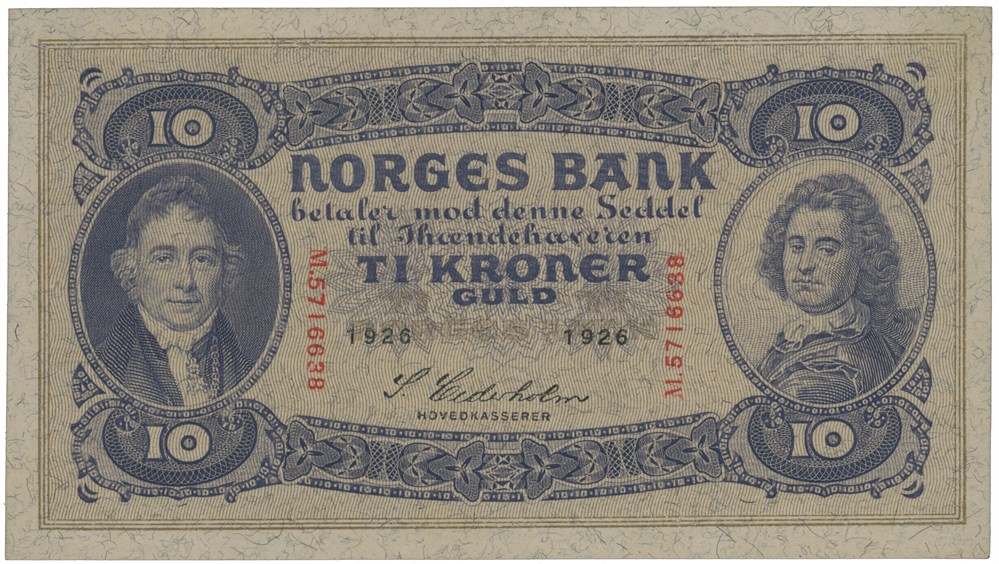 10 10
NORGES BANK
betaler mod denne Seddel
til Ihændehaveren
TI KRONER
GULD
M.5716638 M.5716638
1926 1926
S. Cederholm
HOVEDKASSERER
10 10